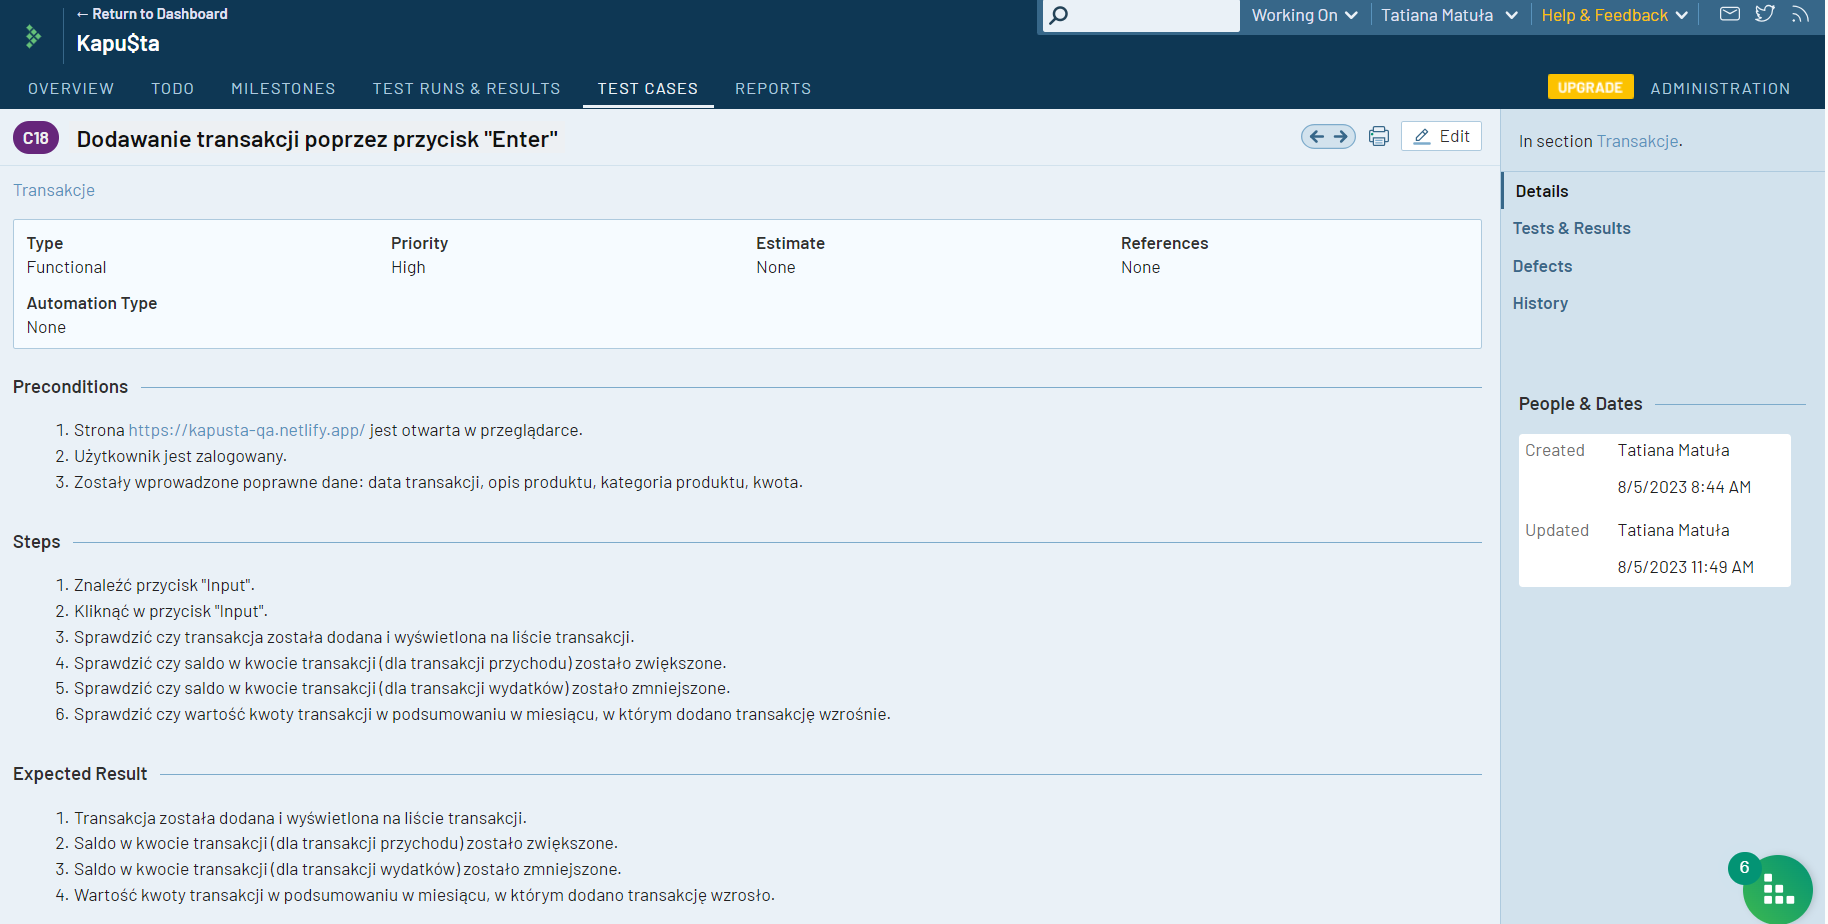 ← Return to Dashboard
Kapu$ta
Working On
Tatiana Matuła
Help & Feedback
OVERVIEW
TODO
MILESTONES
TEST RUNS & RESULTS
TEST CASES
REPORTS
UPGRADE
ADMINISTRATION
C18
Dodawanie transakcji poprzez przycisk "Enter"
Edit
In section Transakcje.
Transakcje
Details
Tests & Results
Defects
History
Type
Functional
Priority
High
Estimate
None
References
None
Automation Type
None
Preconditions
1. Strona https://kapusta-qa.netlify.app/ jest otwarta w przeglądarce.
2. Użytkownik jest zalogowany.
3. Zostały wprowadzone poprawne dane: data transakcji, opis produktu, kategoria produktu, kwota.
Steps
1. Znaleźć przycisk "Input".
2. Kliknąć w przycisk "Input".
3. Sprawdzić czy transakcja została dodana i wyświetlona na liście transakcji.
4. Sprawdzić czy saldo w kwocie transakcji (dla transakcji przychodu) zostało zwiększone.
5. Sprawdzić czy saldo w kwocie transakcji (dla transakcji wydatków) zostało zmniejszone.
6. Sprawdzić czy wartość kwoty transakcji w podsumowaniu w miesiącu, w którym dodano transakcję wzrośnie.
Expected Result
1. Transakcja została dodana i wyświetlona na liście transakcji.
2. Saldo w kwocie transakcji (dla transakcji przychodu) zostało zwiększone.
3. Saldo w kwocie transakcji (dla transakcji wydatków) zostało zmniejszone.
4. Wartość kwoty transakcji w podsumowaniu w miesiącu, w którym dodano transakcję wzrosło.
People & Dates
Created
Tatiana Matuła
8/5/2023 8:44 AM
Updated
Tatiana Matuła
8/5/2023 11:49 AM
6